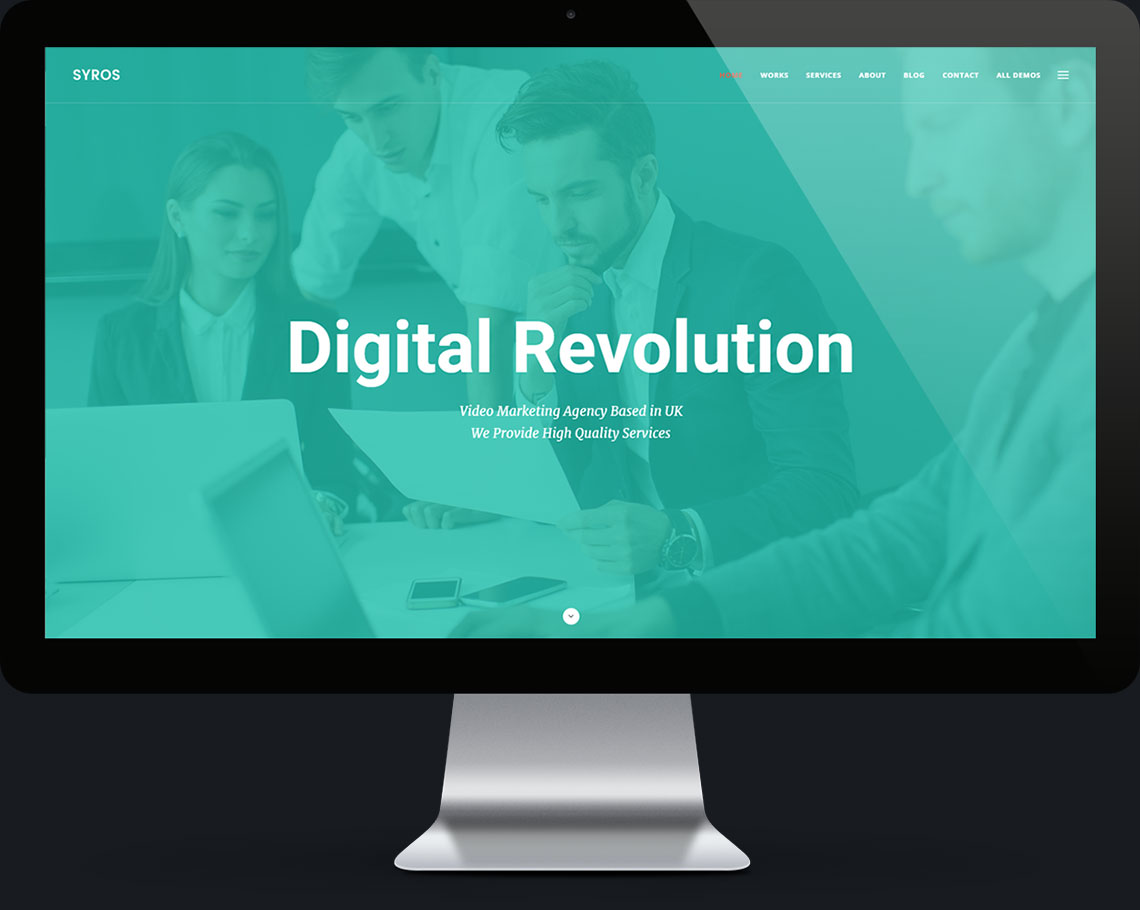 SYROS
HOME WORKS SERVICES ABOUT BLOG CONTACT ALL DEMOS
Digital Revolution
Video Marketing Agency Based in UK
We Provide High Quality Services